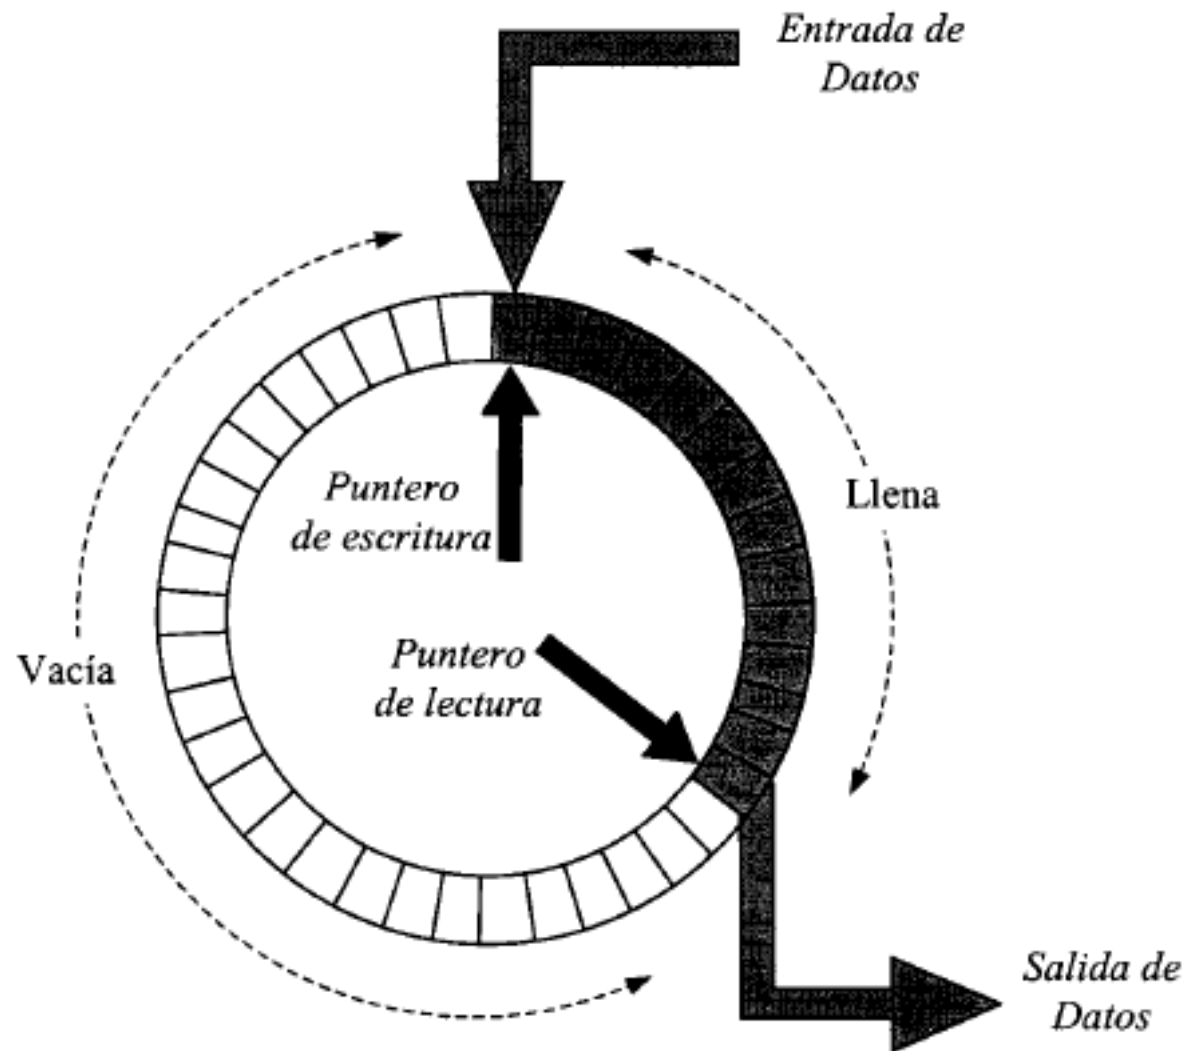 Entrada de
Datos
Llena
Puntero
de escritura
Puntero
de lectura
Vacía
Salida de
Datos